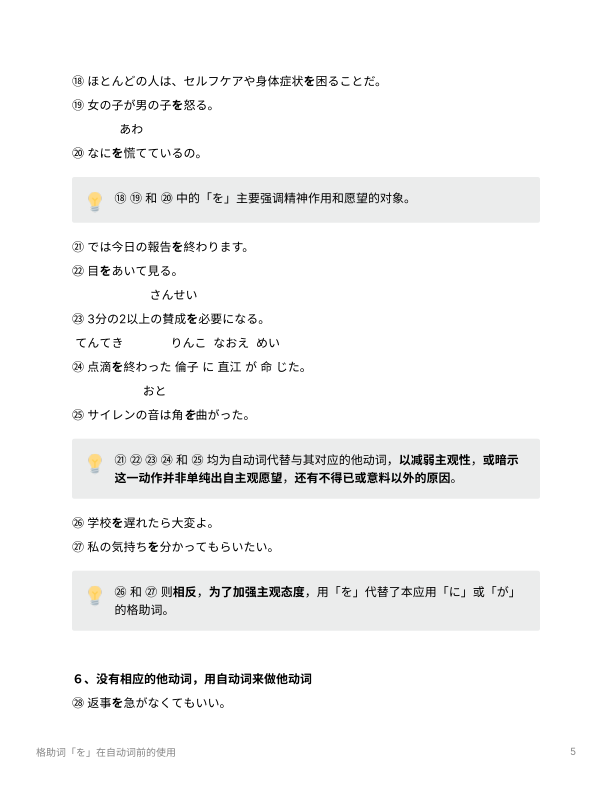 ⑱ ほとんどの人は、セルフケアや身体症状を困ることだ。
⑲ 女の子が男の子を怒る。
あわ
⑳ なにを慌てているの。
⑱ ⑲ 和 ⑳ 中的「を」主要强调精神作用和愿望的对象。
㉑ では今日の報告を終わります。
㉒ 目をあいて見る。
さんせい
㉓ 3分の2以上の賛成を必要になる。
てんてき りんこ なおえ めい
㉔ 点滴を終わった 倫子 に 直江 が 命 じた。
おと
㉕ サイレンの音は角を曲がった。
㉑ ㉒ ㉓ ㉔ 和 ㉕ 均为自动词代替与其对应的他动词，以减弱主观性，或暗示
这一动作并非单纯出自主观愿望，还有不得已或意料以外的原因。
㉖ 学校を遅れたら大変よ。
㉗ 私の気持ちを分かってもらいたい。
㉖ 和 ㉗ 则相反，为了加强主观态度，用「を」代替了本应用「に」或「が」
的格助词。
６、没有相应的他动词，用自动词来做他动词
㉘ 返事を急がなくてもいい。
格助词「を」在自动词前的使用 5